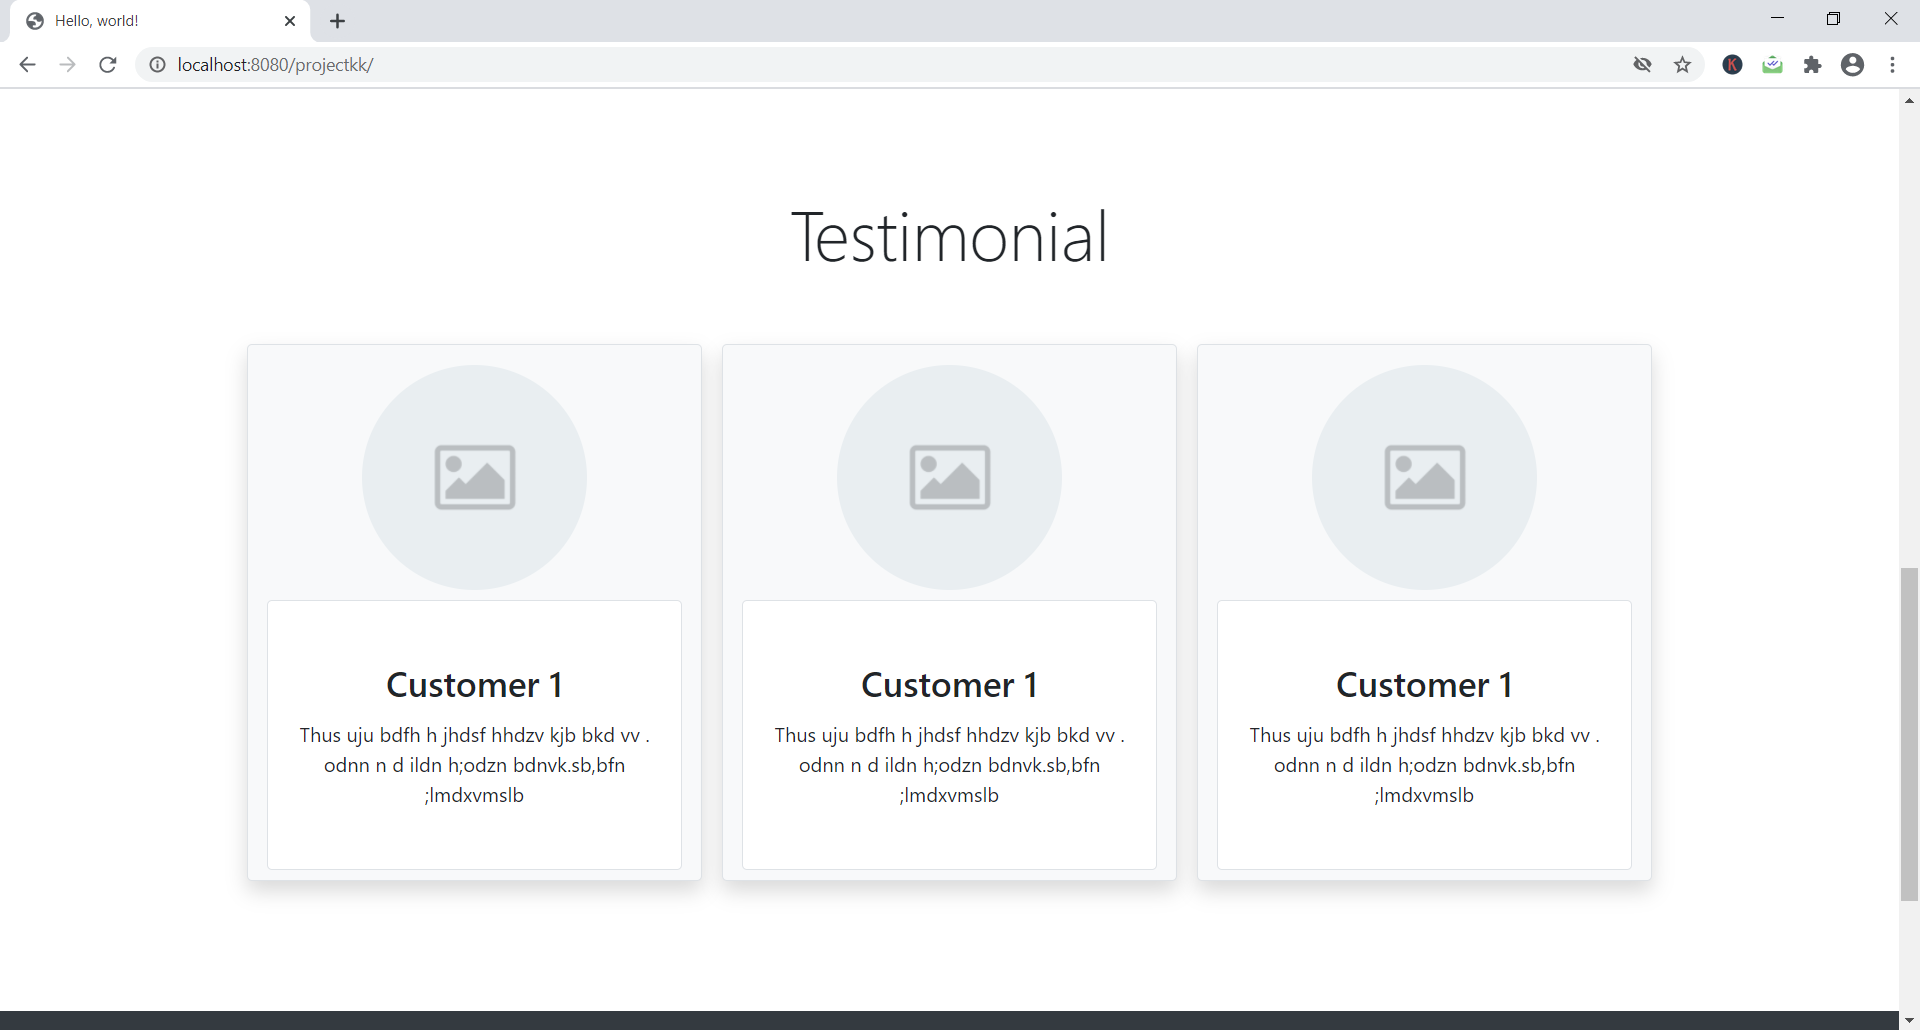 Hello, world!
localhost:8080/projectkk/
K
Testimonial
Customer 1
Thus uju bdfh h jhdsf hhdzv kjb bkd vv .
odnn n d ildn h;odzn bdnvk.sb,bfn
;lmdxvmslb
Customer 1
Thus uju bdfh h jhdsf hhdzv kjb bkd vv .
odnn n d ildn h;odzn bdnvk.sb,bfn
;lmdxvmslb
Customer 1
Thus uju bdfh h jhdsf hhdzv kjb bkd vv .
odnn n d ildn h;odzn bdnvk.sb,bfn
;lmdxvmslb